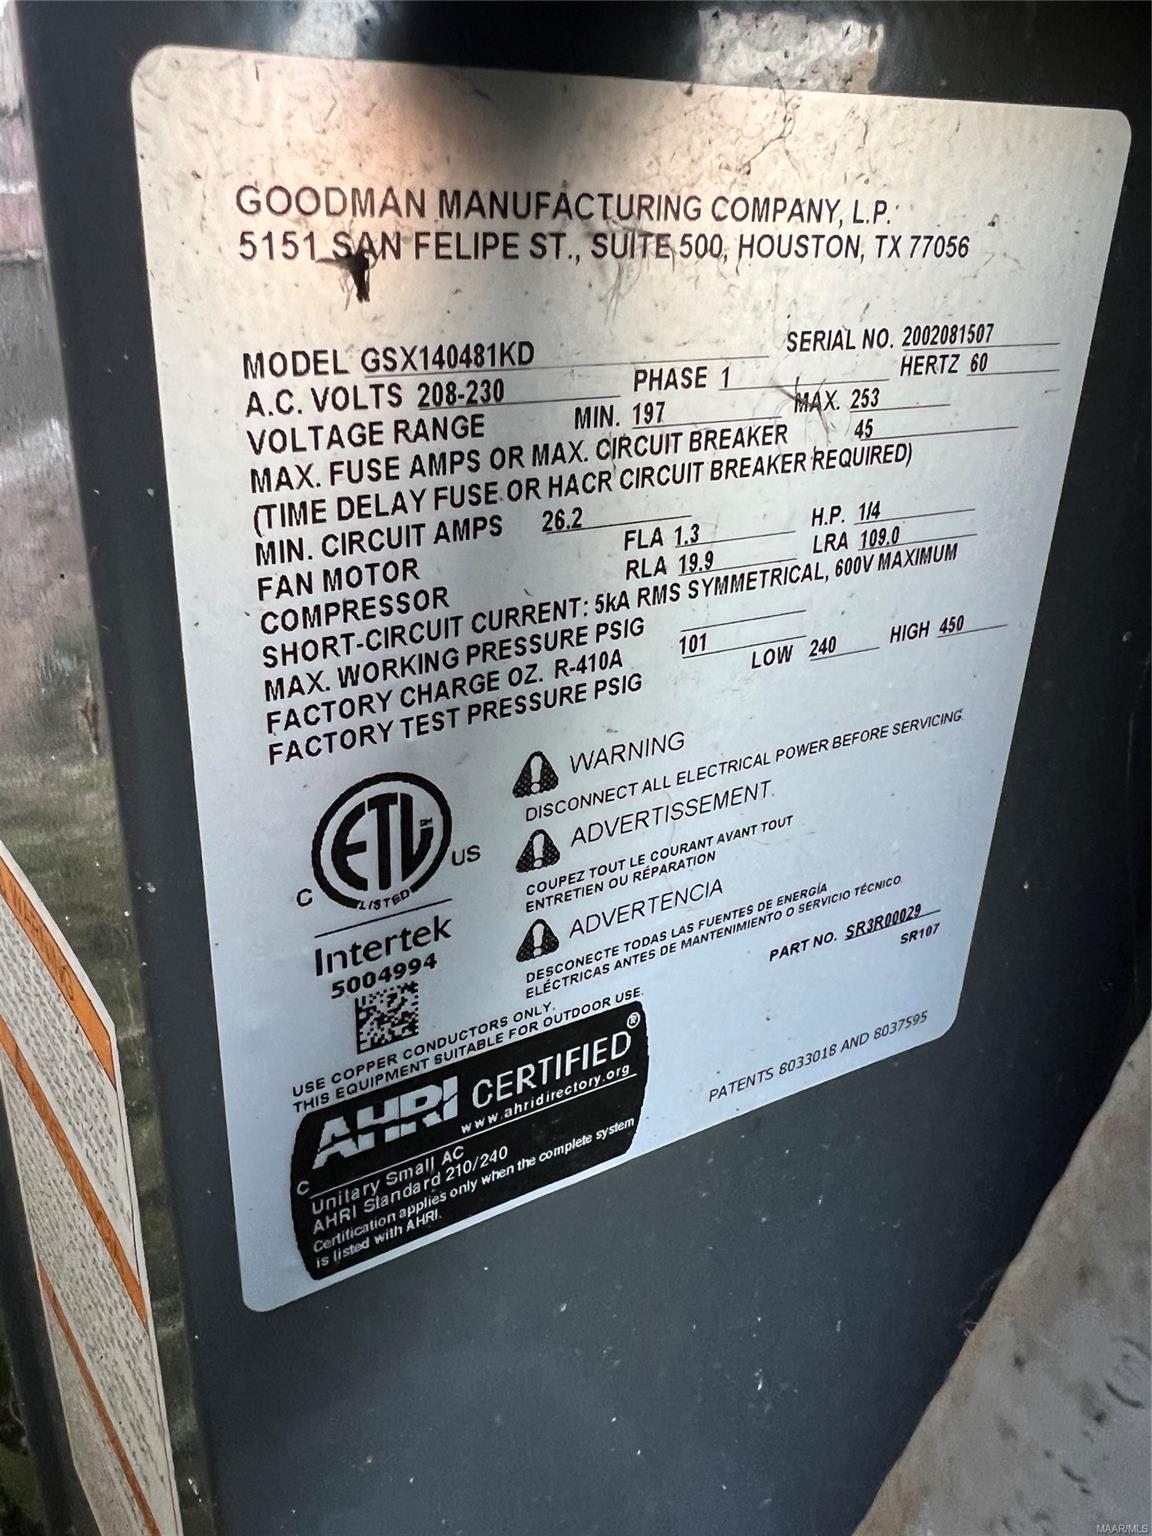 GOODMAN MANUFACTURING COMPANY, L.P.
5151 SAN FELIPE ST., SUITE 500, HOUSTON, TX 77056
MODEL GSX140481KD SERIAL NO. 2002081507
A.C. VOLTS 208-230 PHASE 1 HERTZ 60
VOLTAGE RANGE MIN. 197 MAX. 253
MAX. FUSE AMPS OR MAX. CIRCUIT BREAKER 45
(TIME DELAY FUSE OR HACR CIRCUIT BREAKER REQUIRED)
MIN. CIRCUIT AMPS 26.2
FAN MOTOR FLA 1.3 H.P. 1/4
COMPRESSOR RLA 19.9 LRA 109.0
SHORT-CIRCUIT CURRENT: 5kA RMS SYMMETRICAL, 600V MAXIMUM
MAX. WORKING PRESSURE PSIG
FACTORY CHARGE OZ. R-410A 101
FACTORY TEST PRESSURE PSIG LOW 240 HIGH 450
WARNING
DISCONNECT ALL ELECTRICAL POWER BEFORE SERVICING
ADVERTISSEMENT
COUPEZ TOUT LE COURANT AVANT TOUT
ENTRETIEN OU RÉPARATION
ADVERTENCIA
DESCONECTE TODAS LAS FUENTES DE ENERGÍA
ELÉCTRICAS ANTES DE MANTENIMIENTO O SERVICIO TÉCNICO
C ETL US
LISTED
Intertek
5004994
PART NO. SR3R00029
SR107
USE COPPER CONDUCTORS ONLY.
THIS EQUIPMENT SUITABLE FOR OUTDOOR USE.
AHRI CERTIFIED®
www.ahridirectory.org
C
Unitary Small AC
AHRI Standard 210/240
Certification applies only when the complete system
is listed with AHRI.
PATENTS 8033018 AND 8037595
MAAR/MLS